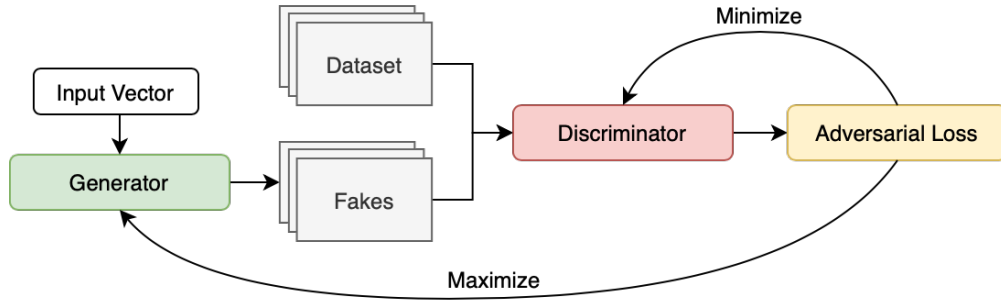 Minimize
Dataset
Input Vector
Discriminator
Adversarial Loss
Generator
Fakes
Maximize